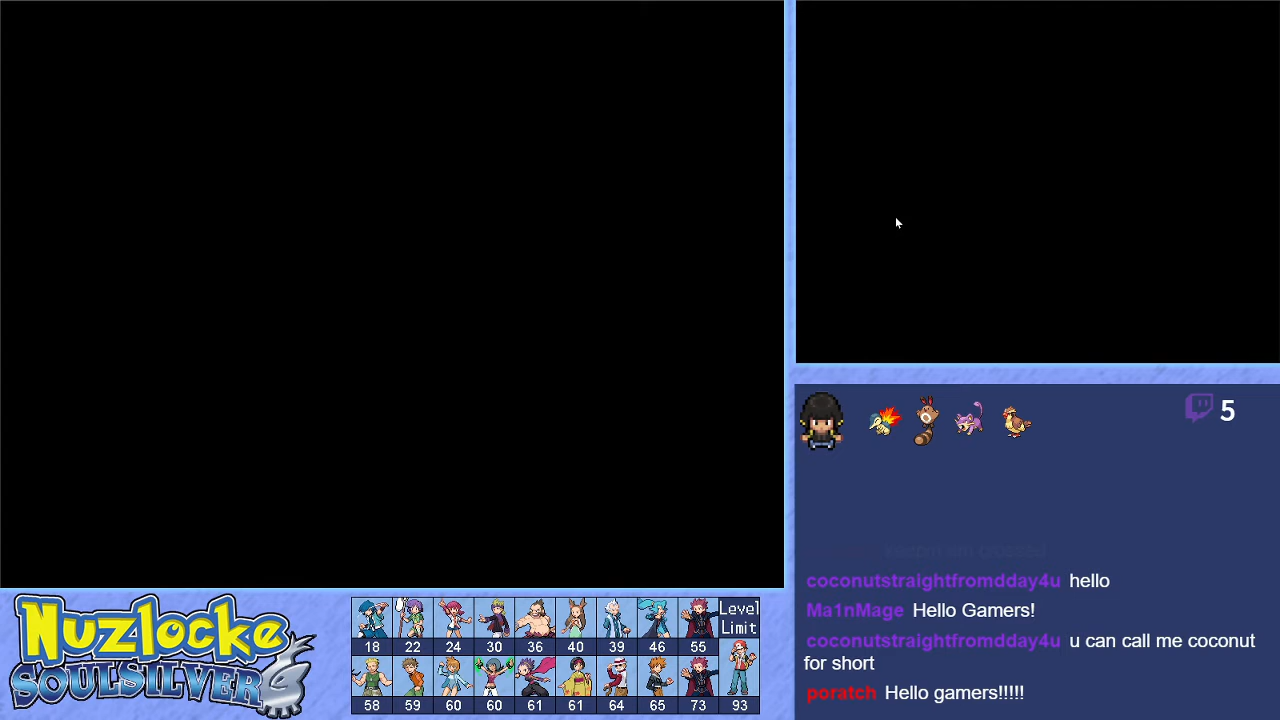 5
coconutstraightfromdday4u hello
Ma1nMage Hello Gamers!
coconutstraightfromdday4u u can call me coconut
for short
poratch Hello gamers!!!!!
Nuzlocke
SOULSILVER
Level
Limit
18 22 24 30 36 40 39 46 55
58 59 60 60 61 61 64 65 73 93